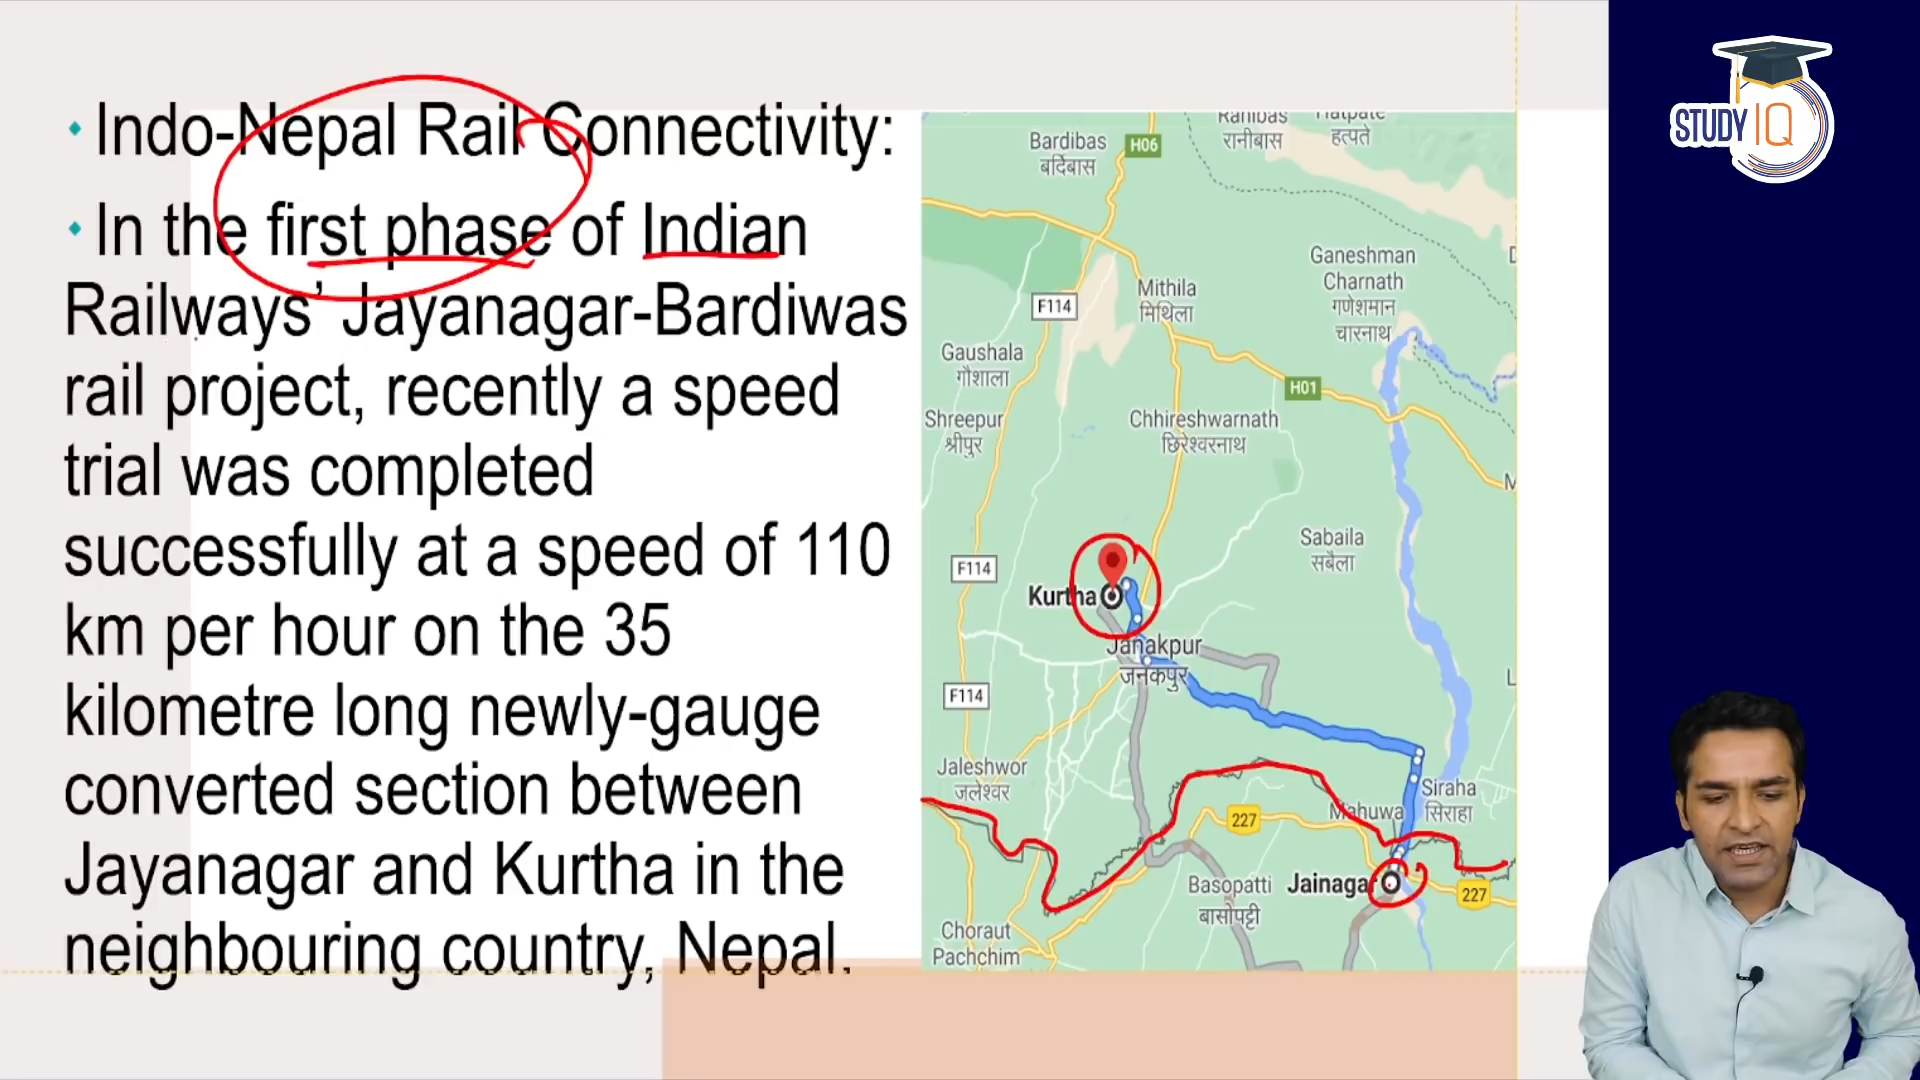 Indo-Nepal Rail Connectivity:
In the first phase of Indian
Railways’ Jayanagar-Bardiwas
rail project, recently a speed
trial was completed
successfully at a speed of 110
km per hour on the 35
kilometre long newly-gauge
converted section between
Jayanagar and Kurtha in the
neighbouring country, Nepal.
Bardibas
बर्दिबास
H06
रानीबास
हत्पते
F114
Mithila
मिथिला
Ganeshman
Charnath
गणेशमान
चारनाथ
Gaushala
गौशाला
H01
Shreepur
श्रीपुर
Chhireshwarnath
छिरेश्वरनाथ
Sabaila
सबैला
F114
Kurtha
Janakpur
जनकपुर
F114
Jaleshwor
जलेश्वर
Siraha
सिराहा
Mahuwa
227
Basopatti
बासोपट्टी
Jainagar
227
Choraut
Pachchim
STUDY IQ